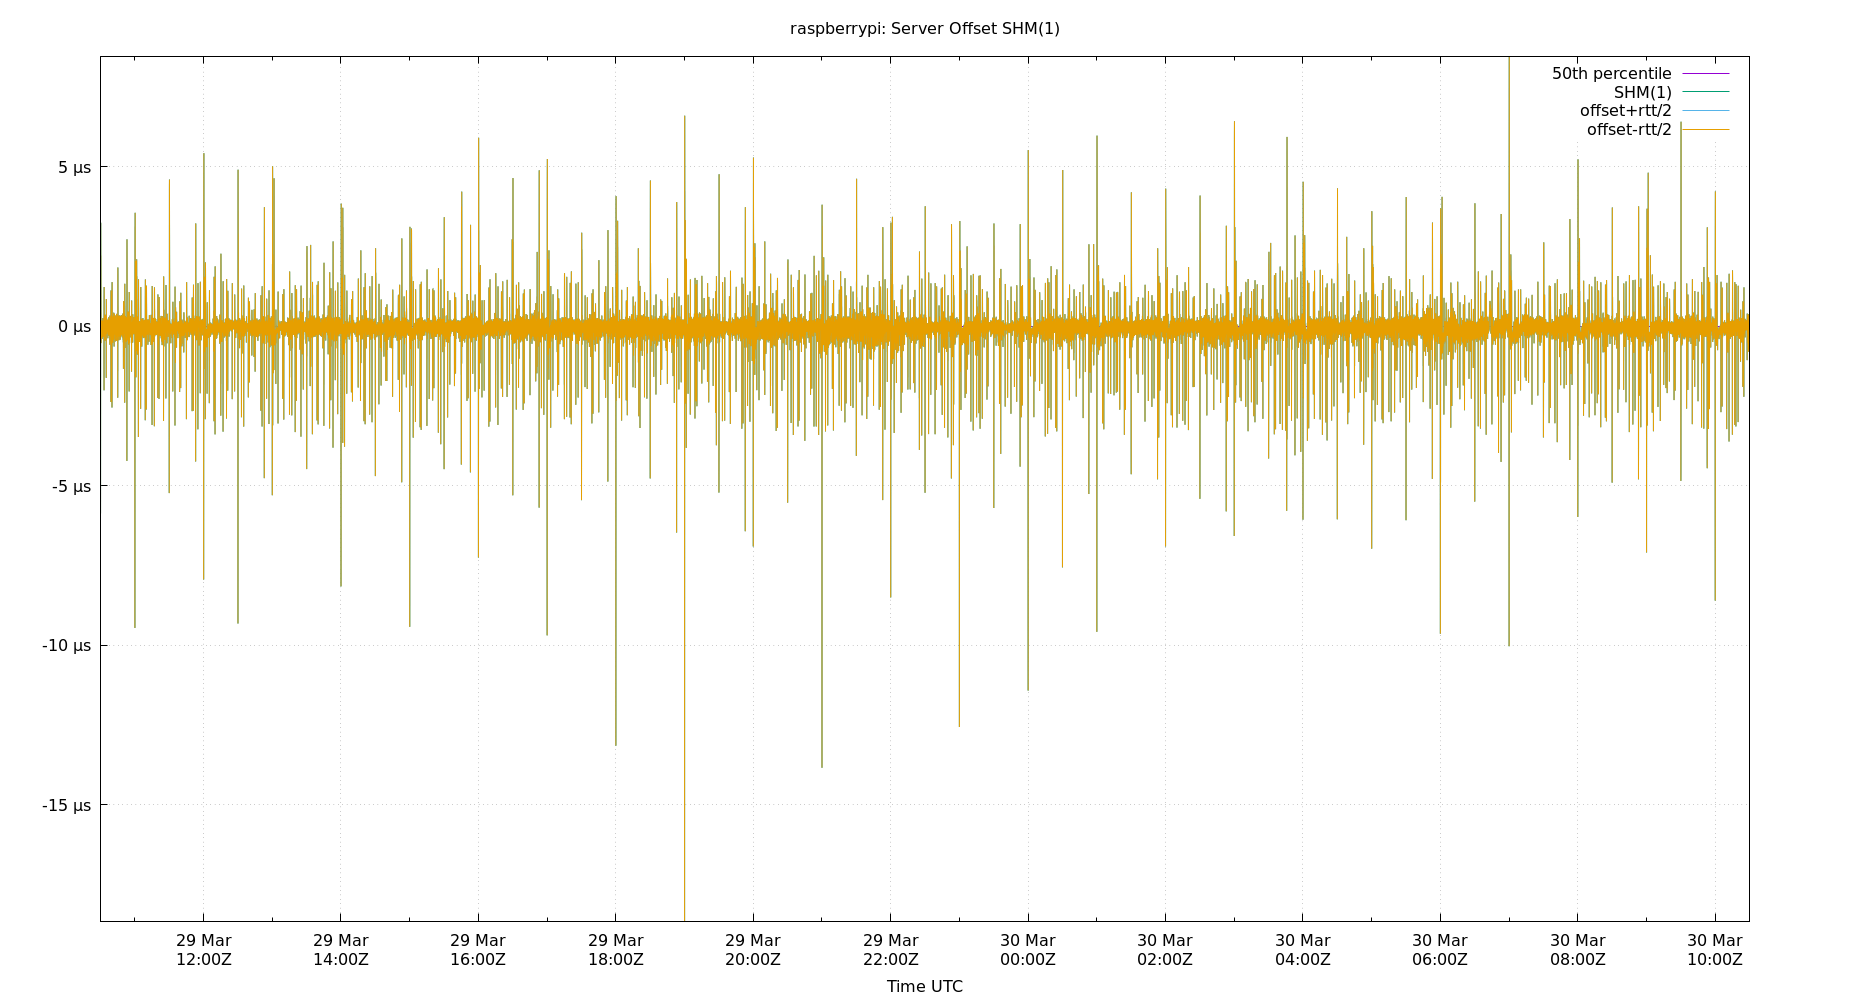 raspberrypi: Server Offset SHM(1)
50th percentile
SHM(1)
offset+rtt/2
offset-rtt/2
5 µs
0 µs
-5 µs
-10 µs
-15 µs
29 Mar 29 Mar 29 Mar 29 Mar 29 Mar 29 Mar 30 Mar 30 Mar 30 Mar 30 Mar 30 Mar 30 Mar
12:00Z 14:00Z 16:00Z 18:00Z 20:00Z 22:00Z 00:00Z 02:00Z 04:00Z 06:00Z 08:00Z 10:00Z
Time UTC